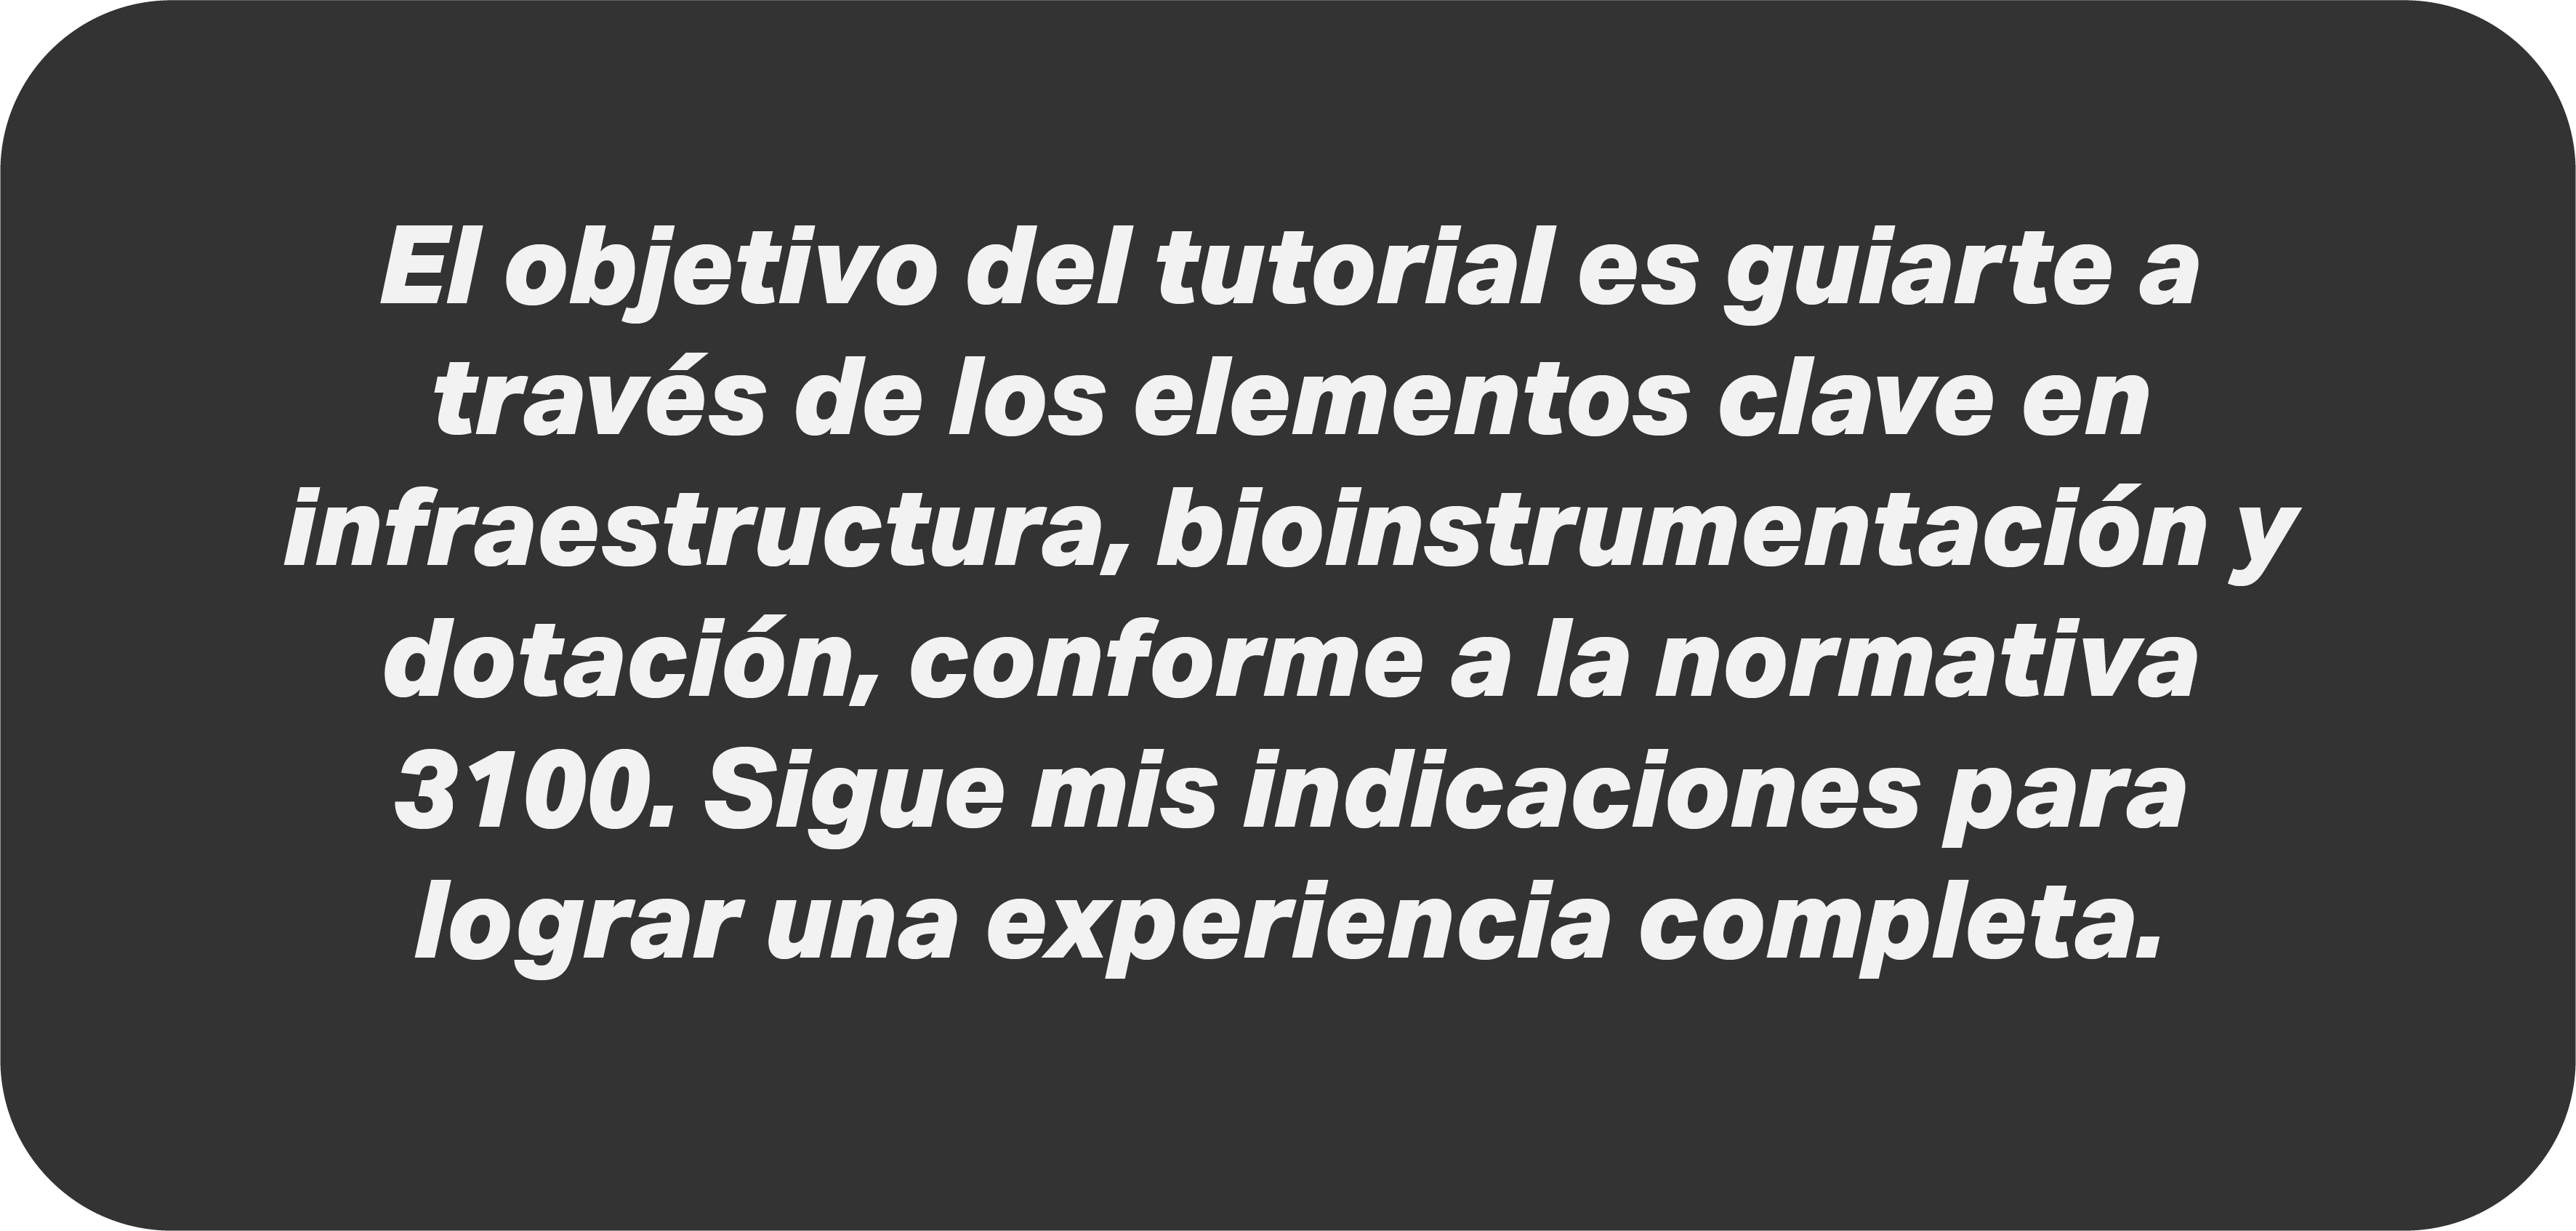 El objetivo del tutorial es guiarte a
través de los elementos clave en
infraestructura, bioinstrumentación y
dotación, conforme a la normativa
3100. Sigue mis indicaciones para
lograr una experiencia completa.